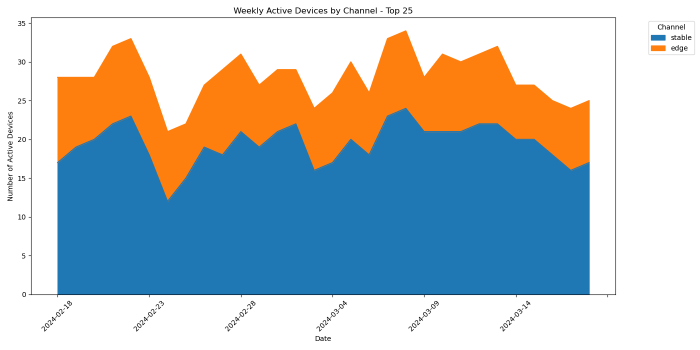 Weekly Active Devices by Channel - Top 25
Channel
stable
edge
Number of Active Devices
35
30
25
20
15
10
5
0
2024-02-18
2024-02-23
2024-02-28
2024-03-04
2024-03-09
2024-03-14
Date